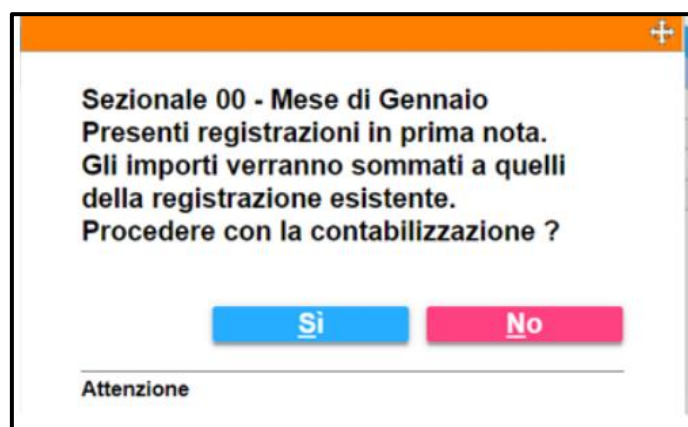 Sezionale 00 - Mese di Gennaio
Presenti registrazioni in prima nota.
Gli importi verranno sommati a quelli
della registrazione esistente.
Procedere con la contabilizzazione ?
Sì No
Attenzione